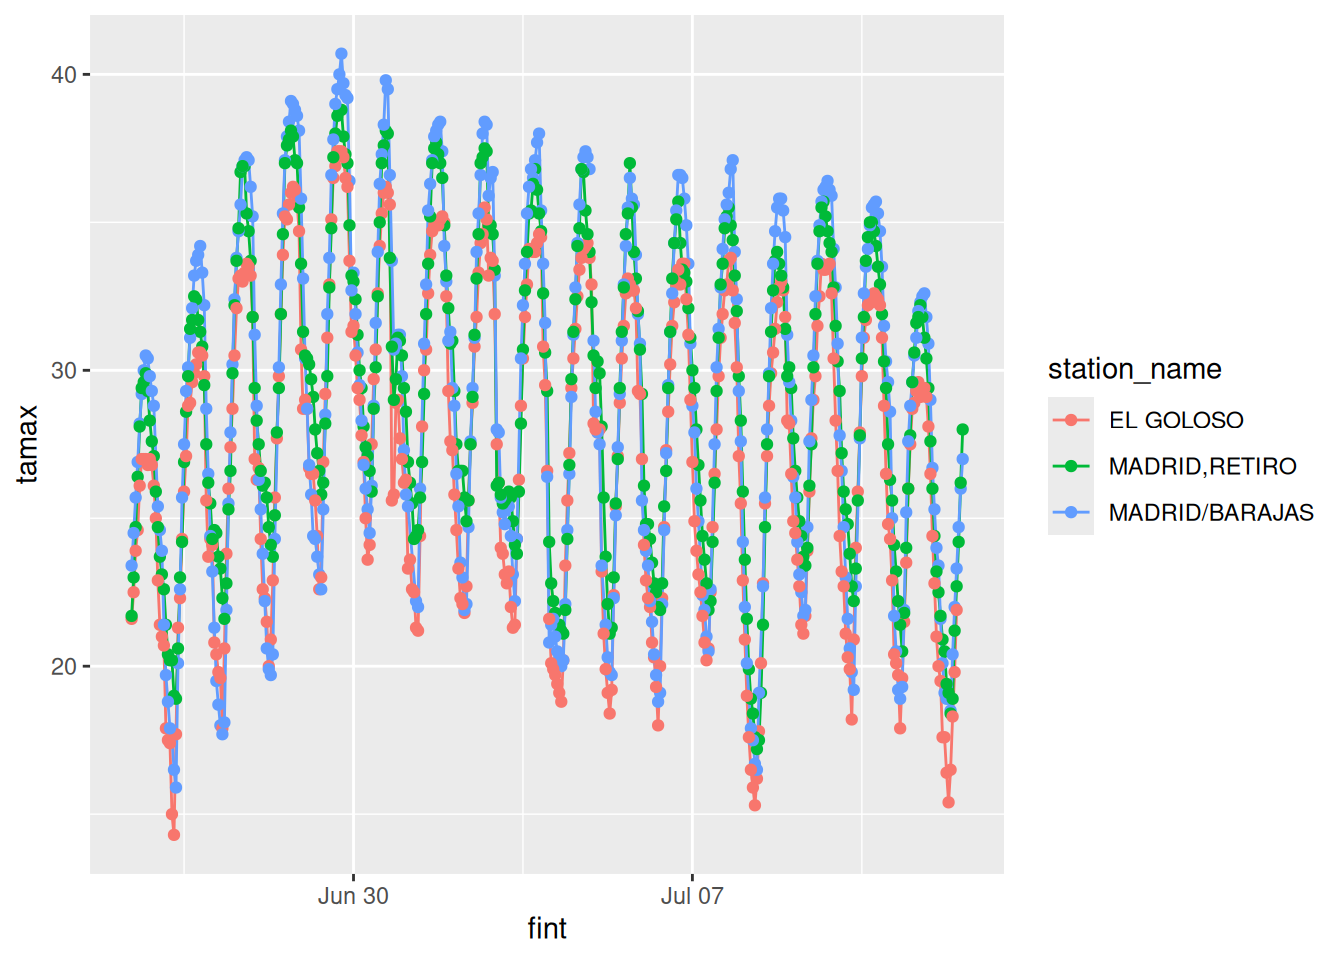 40
30
20
tamax
Jun 30
Jul 07
fint
station_name
EL GOLOSO
MADRID,RETIRO
MADRID/BARAJAS